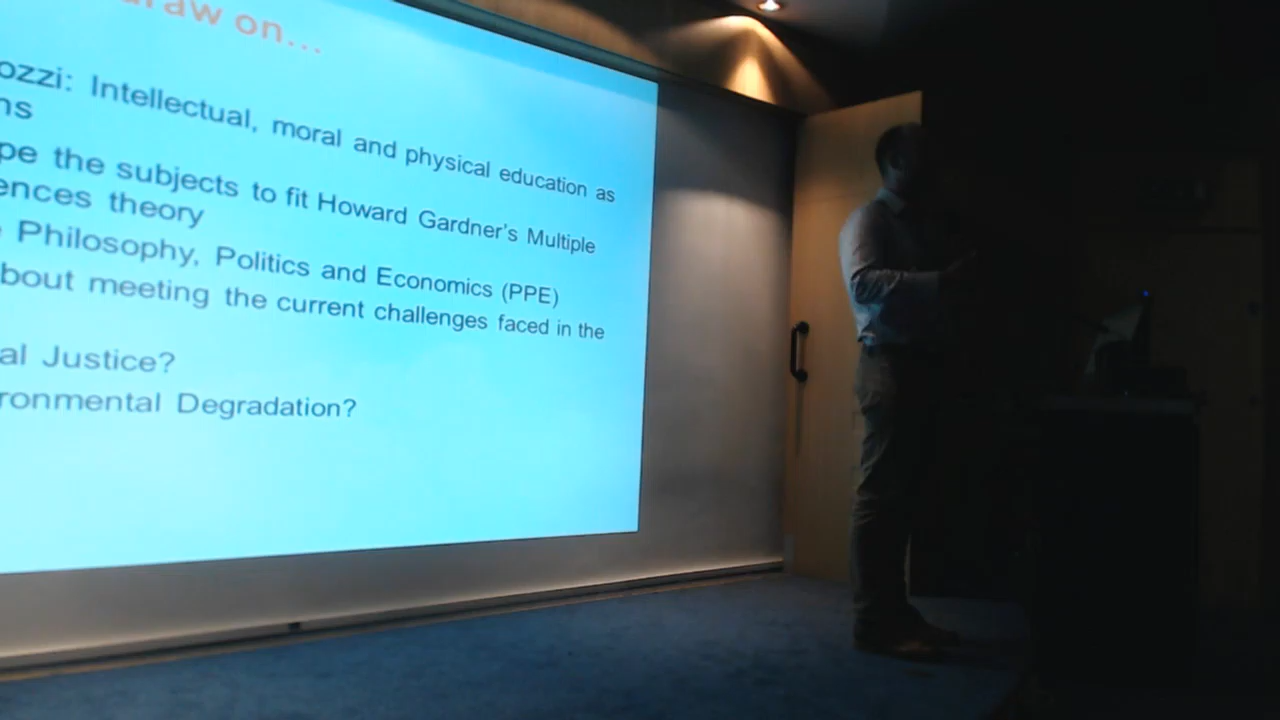 raw on...
ozzi: Intellectual, moral and physical education as
ns
pe the subjects to fit Howard Gardner's Multiple
ences theory
Philosophy, Politics and Economics (PPE)
bout meeting the current challenges faced in the
al Justice?
ronmental Degradation?